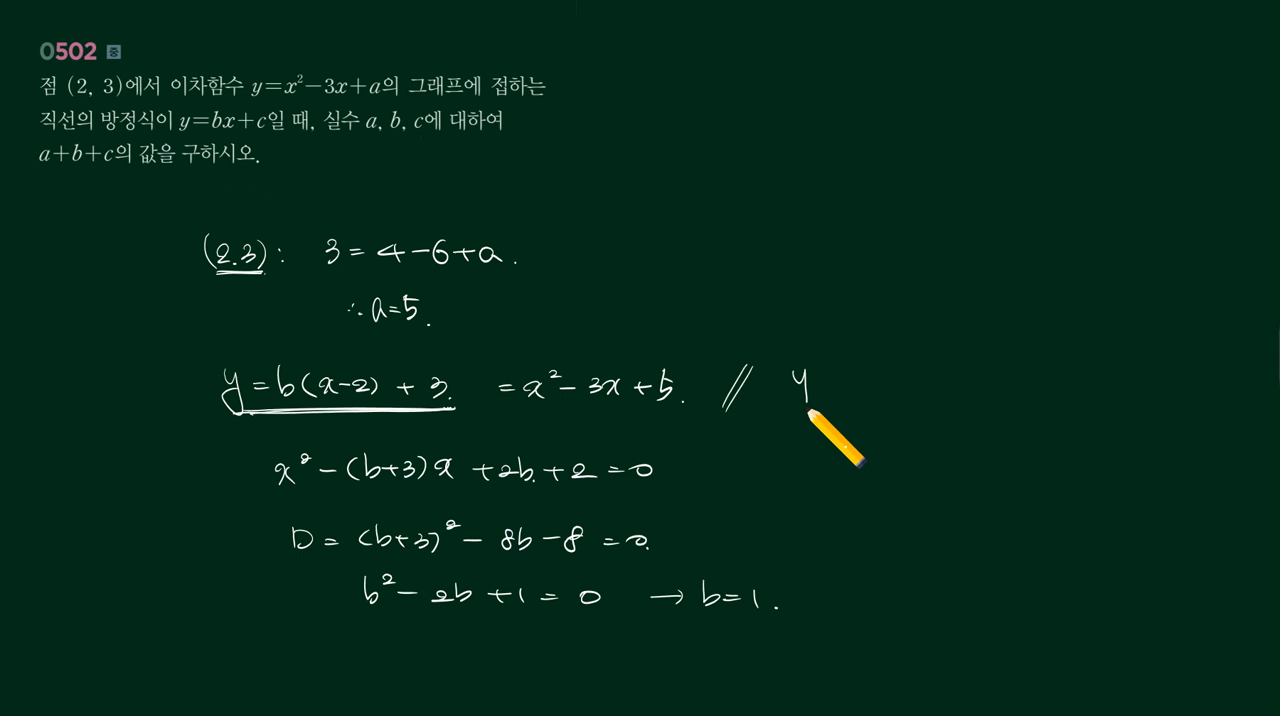 0502 중
점 (2, 3)에서 이차함수 y=x²-3x+a의 그래프에 접하는
직선의 방정식이 y=bx+c일 때, 실수 a, b, c에 대하여
a+b+c의 값을 구하시오.
(2.3) : 3 = 4-6+a.
∴ a=5.
y = b(x-2) + 3. = x² - 3x + 5. // y
x² - (b+3)x + 2b + 2 = 0
D = (b+3)² - 8b - 8 = 0.
b² - 2b + 1 = 0 → b = 1.